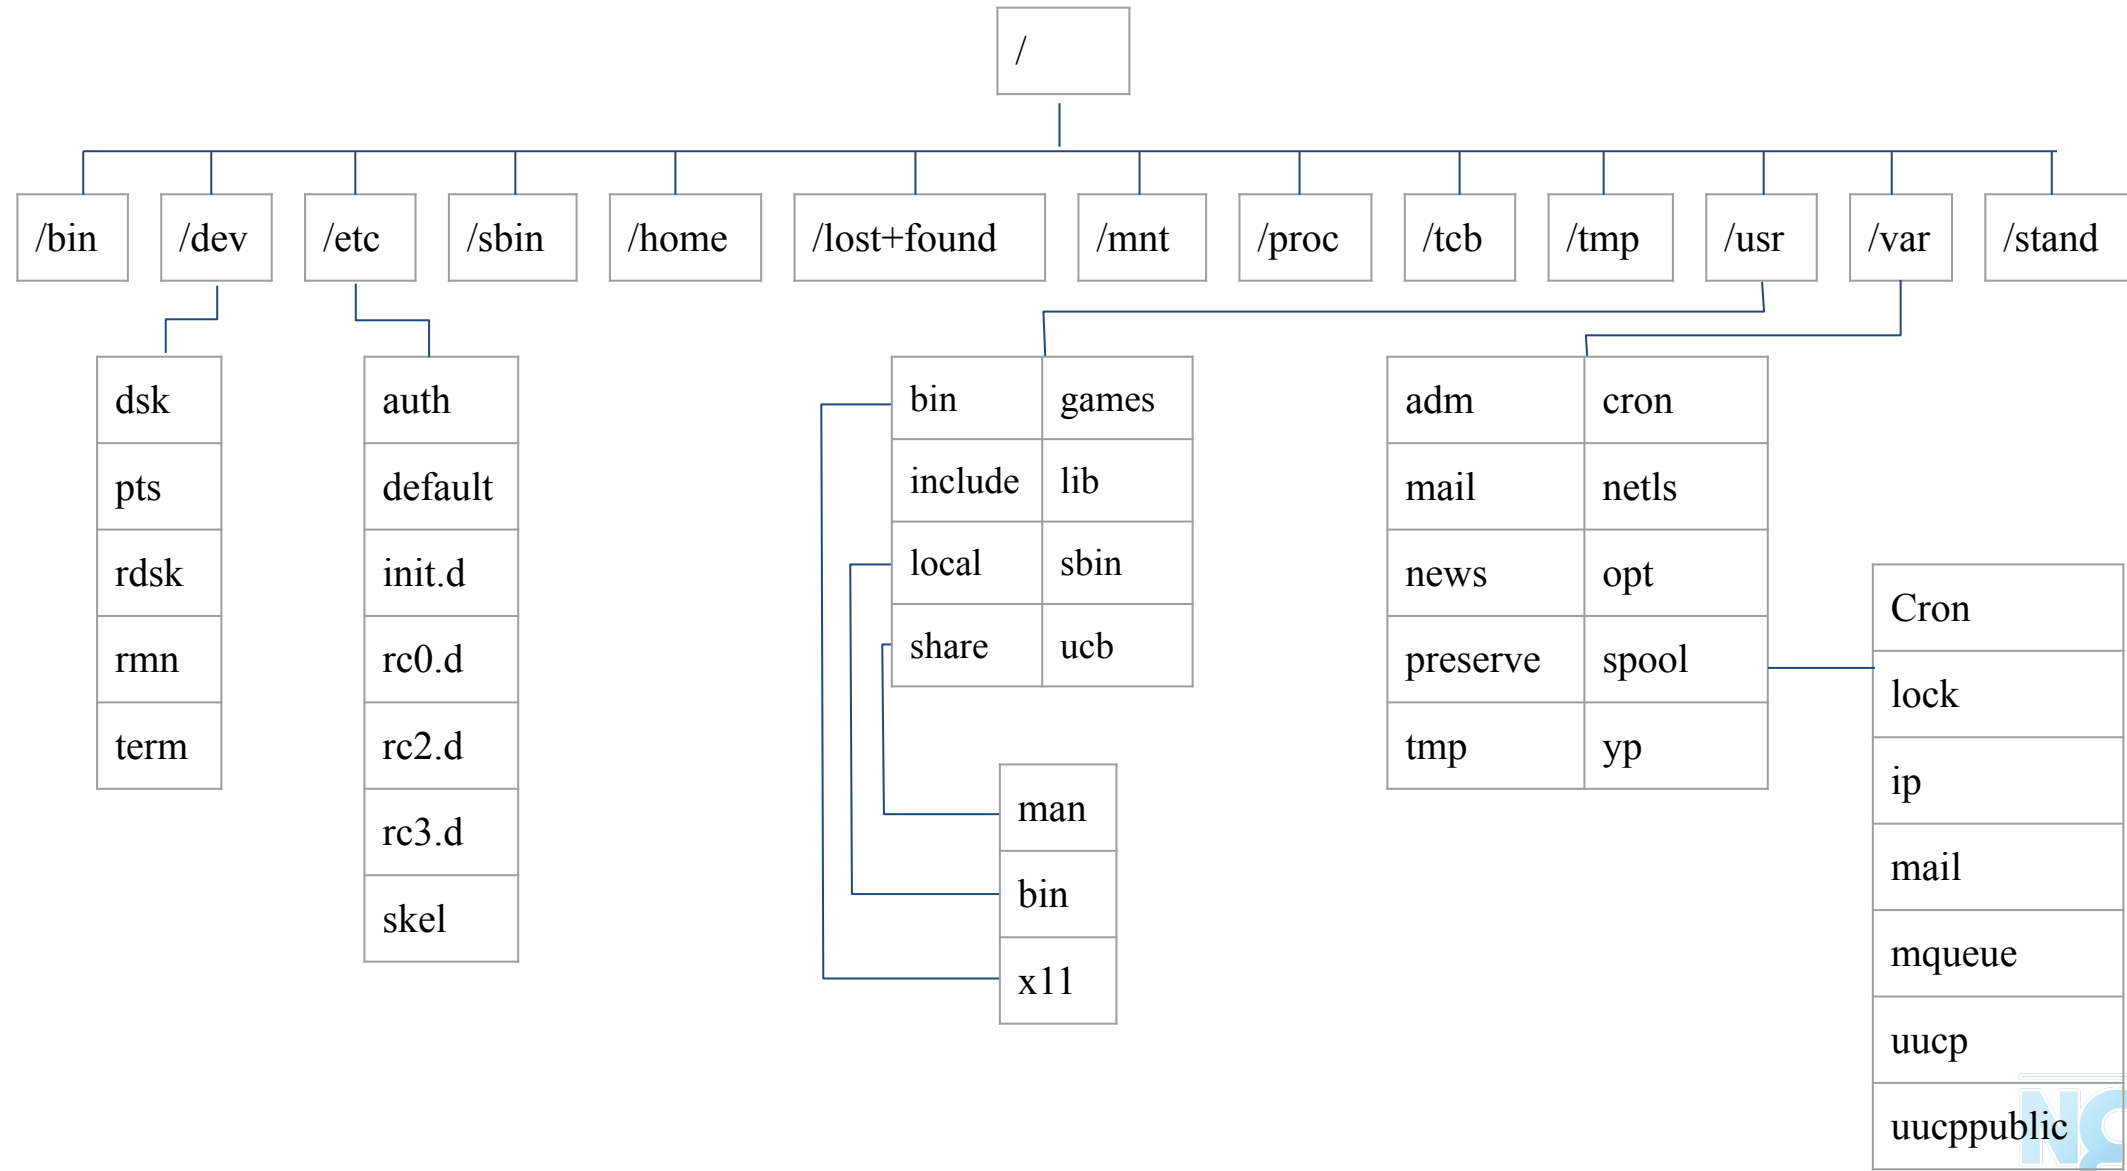 /
/bin
/dev
/etc
/sbin
/home
/lost+found
/mnt
/proc
/tcb
/tmp
/usr
/var
/stand
dsk
pts
rdsk
rmn
term
auth
default
init.d
rc0.d
rc2.d
rc3.d
skel
bin games
include lib
local sbin
share ucb
man
bin
x11
adm cron
mail netls
news opt
preserve spool
tmp yp
Cron
lock
ip
mail
mqueue
uucp
uucppublic